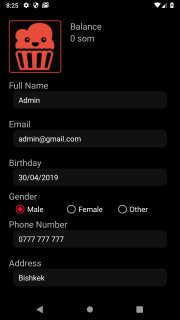 8:25
Balance
0 som
Full Name
Admin
Email
admin@gmail.com
Birthday
30/04/2019
Gender
Male Female Other
Phone Number
0777 777 777
Address
Bishkek